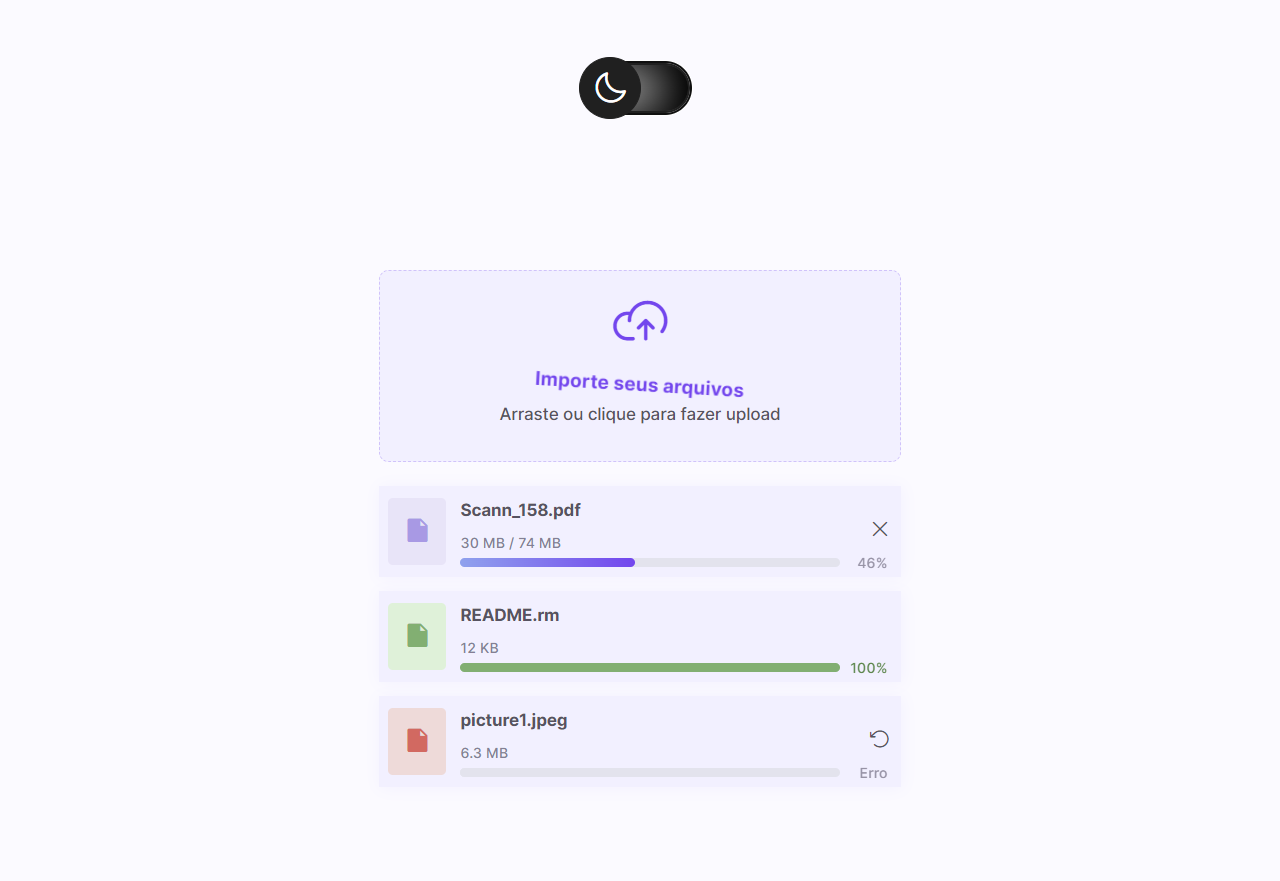 Importe seus arquivos
Arraste ou clique para fazer upload
Scann_158.pdf
30 MB / 74 MB
46%
README.rm
12 KB
100%
picture1.jpeg
6.3 MB
Erro